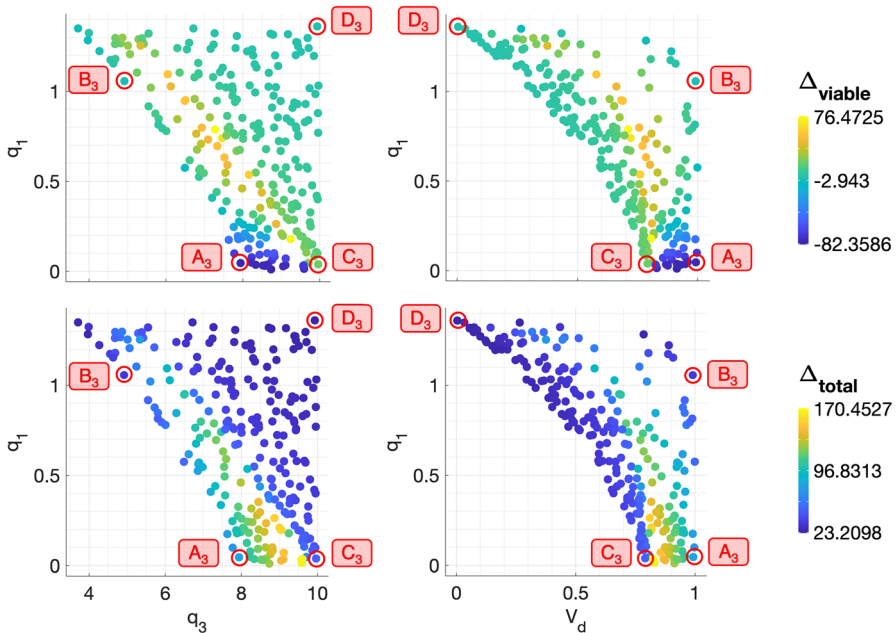 D₃
D₃
B₃
B₃
A₃
C₃
C₃
A₃
1
0.5
0
q₁
1
0.5
0
q₁
Δviable
76.4725
-2.943
-82.3586
D₃
D₃
B₃
B₃
A₃
C₃
C₃
A₃
1
0.5
0
q₁
4
6
8
10
q₃
1
0.5
0
q₁
0
0.5
1
V_d
Δtotal
170.4527
96.8313
23.2098